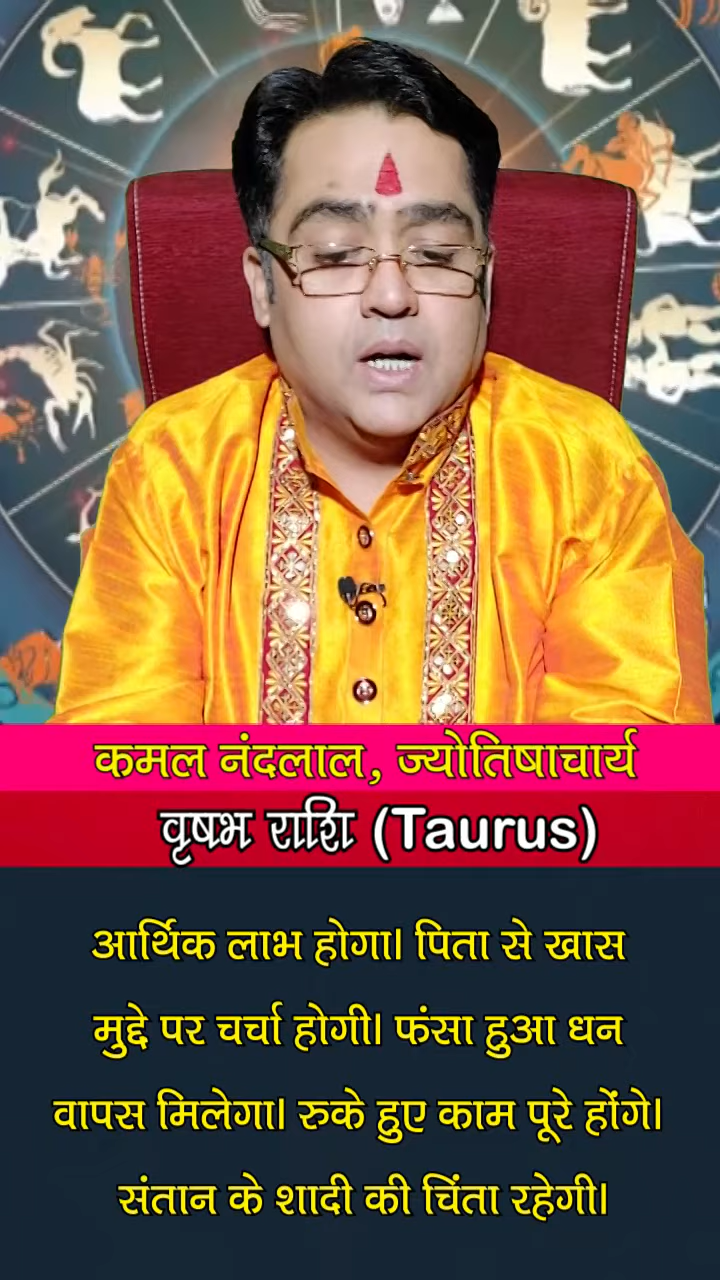 कमल नंदलाल, ज्योतिषाचार्य
वृषभ राशि (Taurus)
आर्थिक लाभ होगा। पिता से खास
मुद्दे पर चर्चा होगी। फंसा हुआ धन
वापस मिलेगा। रुके हुए काम पूरे होंगे।
संतान के शादी की चिंता रहेगी।